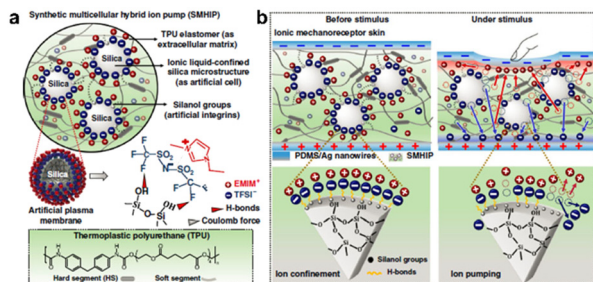 a
Synthetic multicellular hybrid ion pump (SMHIP)
TPU elastomer (as
extracellular matrix)
Ionic liquid-confined
silica microstructure
(as artificial cell)
Silanol groups
(artificial integrins)
Silica
Silica
Silica
Silica
Artificial plasma
membrane
EMIM+
TFSI−
H-bonds
Coulomb force
Thermoplastic polyurethane (TPU)
Hard segment (HS)
Soft segment
b
Before stimulus
Under stimulus
Ionic mechanoreceptor skin
PDMS/Ag nanowires
SMHIP
Silanol groups
H-bonds
Ion confinement
Ion pumping